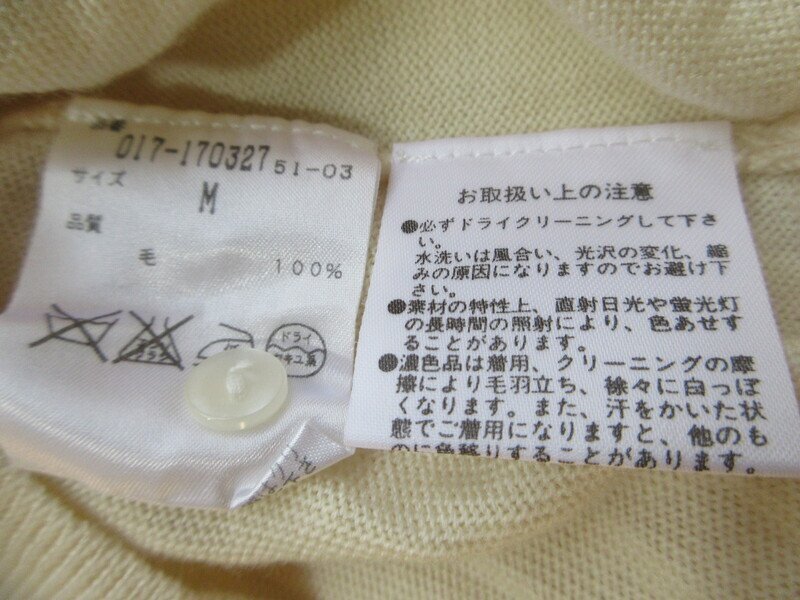 017-170327 51-03
サイズ M
品質
毛 100%
ドライ
お取扱い上の注意
●必ずドライクリーニングして下さ
い。
水洗いは風合い、光沢の変化、縮
みの原因になりますのでお避け下
さい。
●素材の特性上、直射日光や蛍光灯
の長時間の照射により、色あせす
ることがあります。
●濃色品は着用、クリーニングの摩
擦により毛羽立ち、徐々に白っぽ
くなります。また、汗をかいた状
態でご着用になりますと、他のも
のに色移りすることがあります。